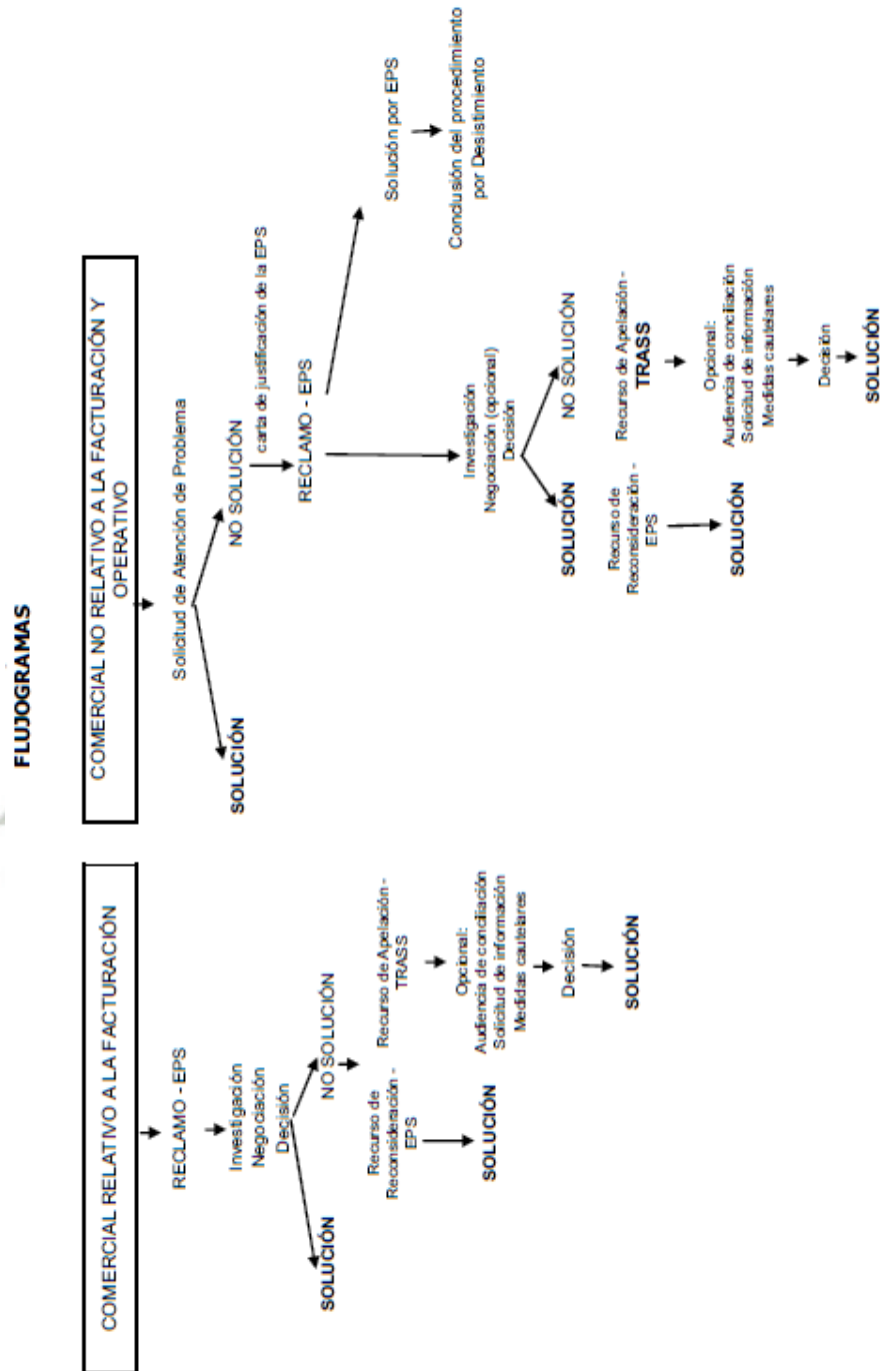 FLUJOGRAMAS
COMERCIAL RELATIVO A LA FACTURACIÓN
RECLAMO - EPS
Investigación
Negociación
Decisión
SOLUCIÓN
NO SOLUCIÓN
Recurso de
Reconsideración -
EPS
SOLUCIÓN
Recurso de Apelación -
TRASS
Opcional:
Audiencia de conciliación
Solicitud de información
Medidas cautelares
Decisión
SOLUCIÓN
COMERCIAL NO RELATIVO A LA FACTURACIÓN Y
OPERATIVO
Solicitud de Atención de Problema
SOLUCIÓN
NO SOLUCIÓN
carta de justificación de la EPS
RECLAMO - EPS
Solución por EPS
Conclusión del procedimiento
por Desistimiento
Investigación
Negociación (opcional)
Decisión
SOLUCIÓN
NO SOLUCIÓN
Recurso de
Reconsideración -
EPS
SOLUCIÓN
Recurso de Apelación -
TRASS
Opcional:
Audiencia de conciliación
Solicitud de información
Medidas cautelares
Decisión
SOLUCIÓN